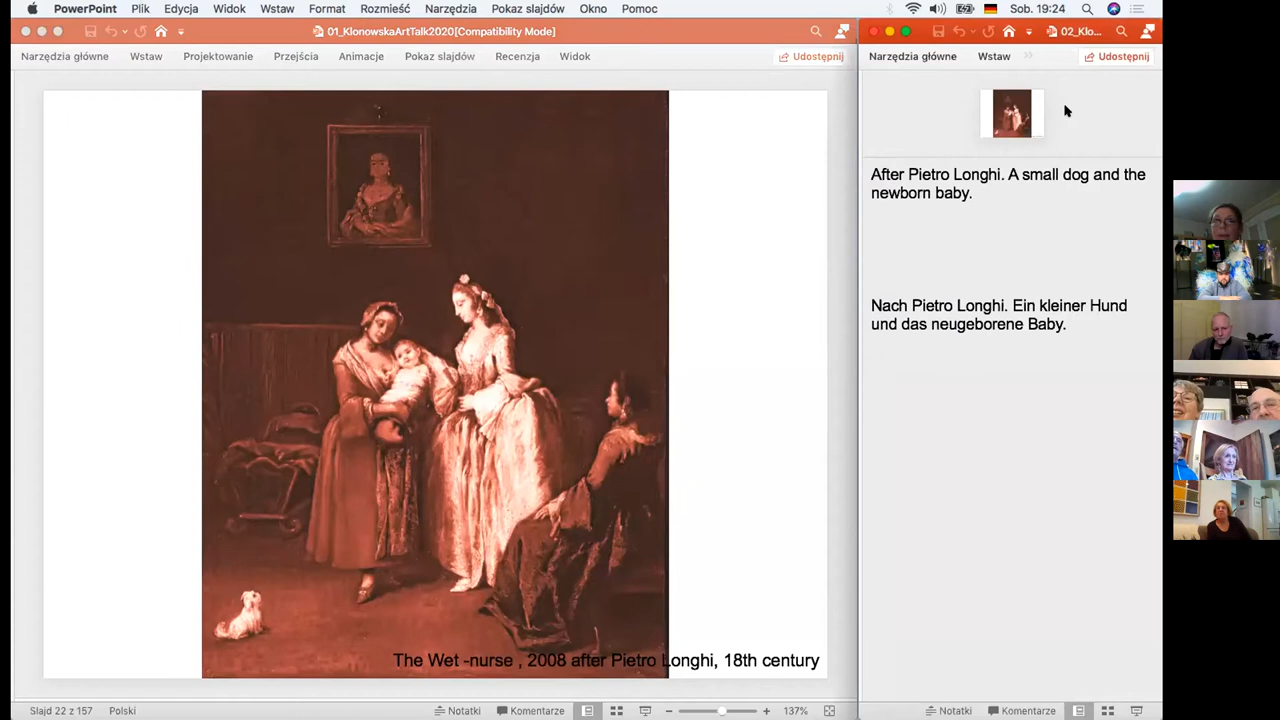 PowerPoint Plik Edycja Widok Wstaw Format Rozmieść Narzędzia Pokaz slajdów Okno Pomoc Sob. 19:24
01_KlonowskaArtTalk2020[Compatibility Mode]
02_Klo...
Narzędzia główne Wstaw Projektowanie Przejścia Animacje Pokaz slajdów Recenzja Widok Udostępnij
Narzędzia główne Wstaw Udostępnij
After Pietro Longhi. A small dog and the
newborn baby.
Nach Pietro Longhi. Ein kleiner Hund
und das neugeborene Baby.
The Wet -nurse , 2008 after Pietro Longhi, 18th century
Slajd 22 z 157 Polski Notatki Komentarze 137%
Notatki Komentarze